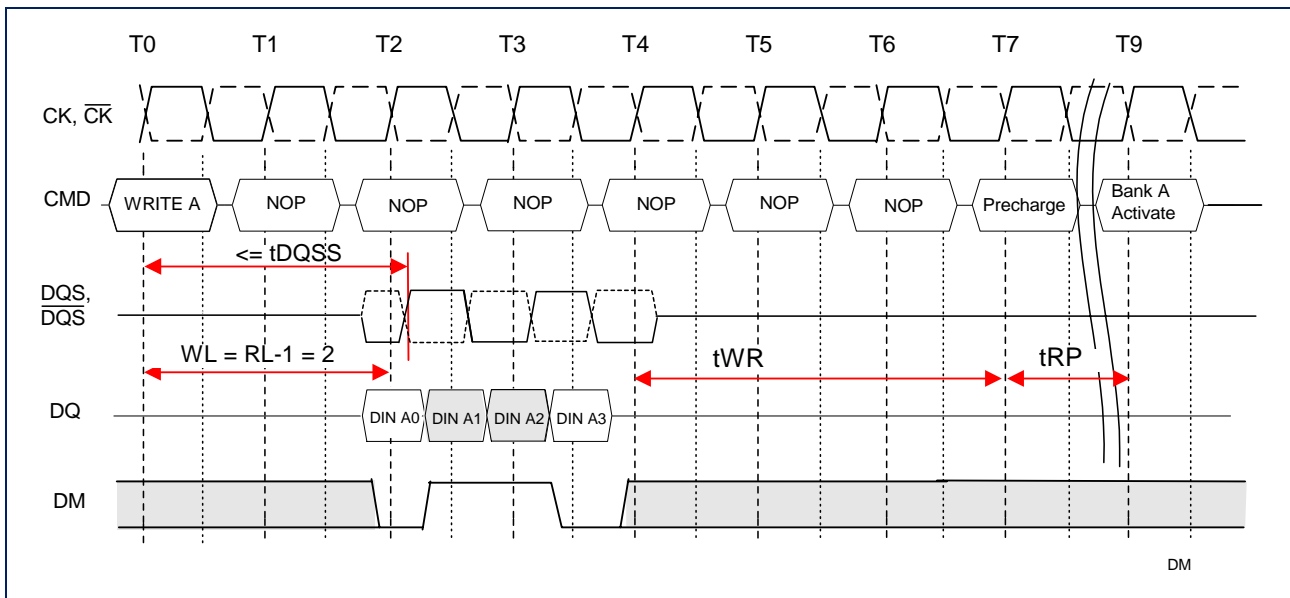 T0 T1 T2 T3 T4 T5 T6 T7 T9
CK, C̅K̅
CMD WRITE A NOP NOP NOP NOP NOP NOP Precharge Bank A
Activate
<= tDQSS
DQS,
D̅Q̅S̅
WL = RL-1 = 2 tWR tRP
DQ DIN A0 DIN A1 DIN A2 DIN A3
DM
DM